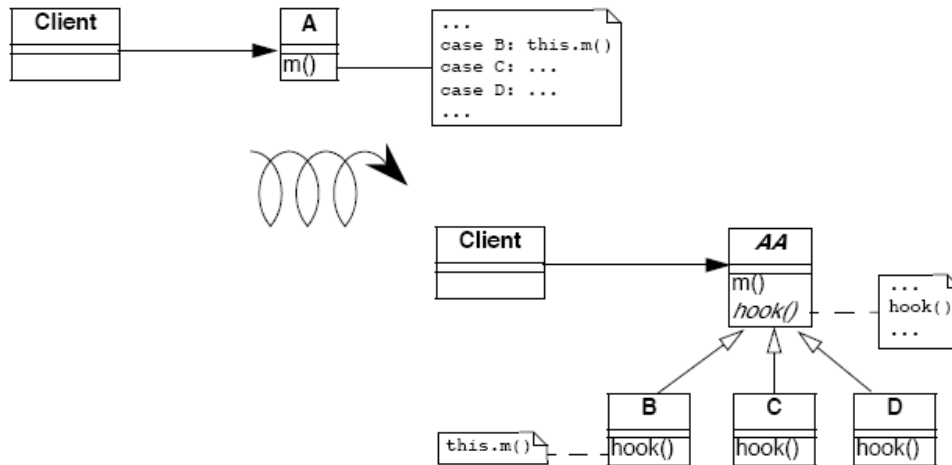 Client
A
m()
...
case B: this.m()
case C: ...
case D: ...
...
Client
AA
m()
hook()
...
hook()
...
B
C
D
this.m()
hook()
hook()
hook()